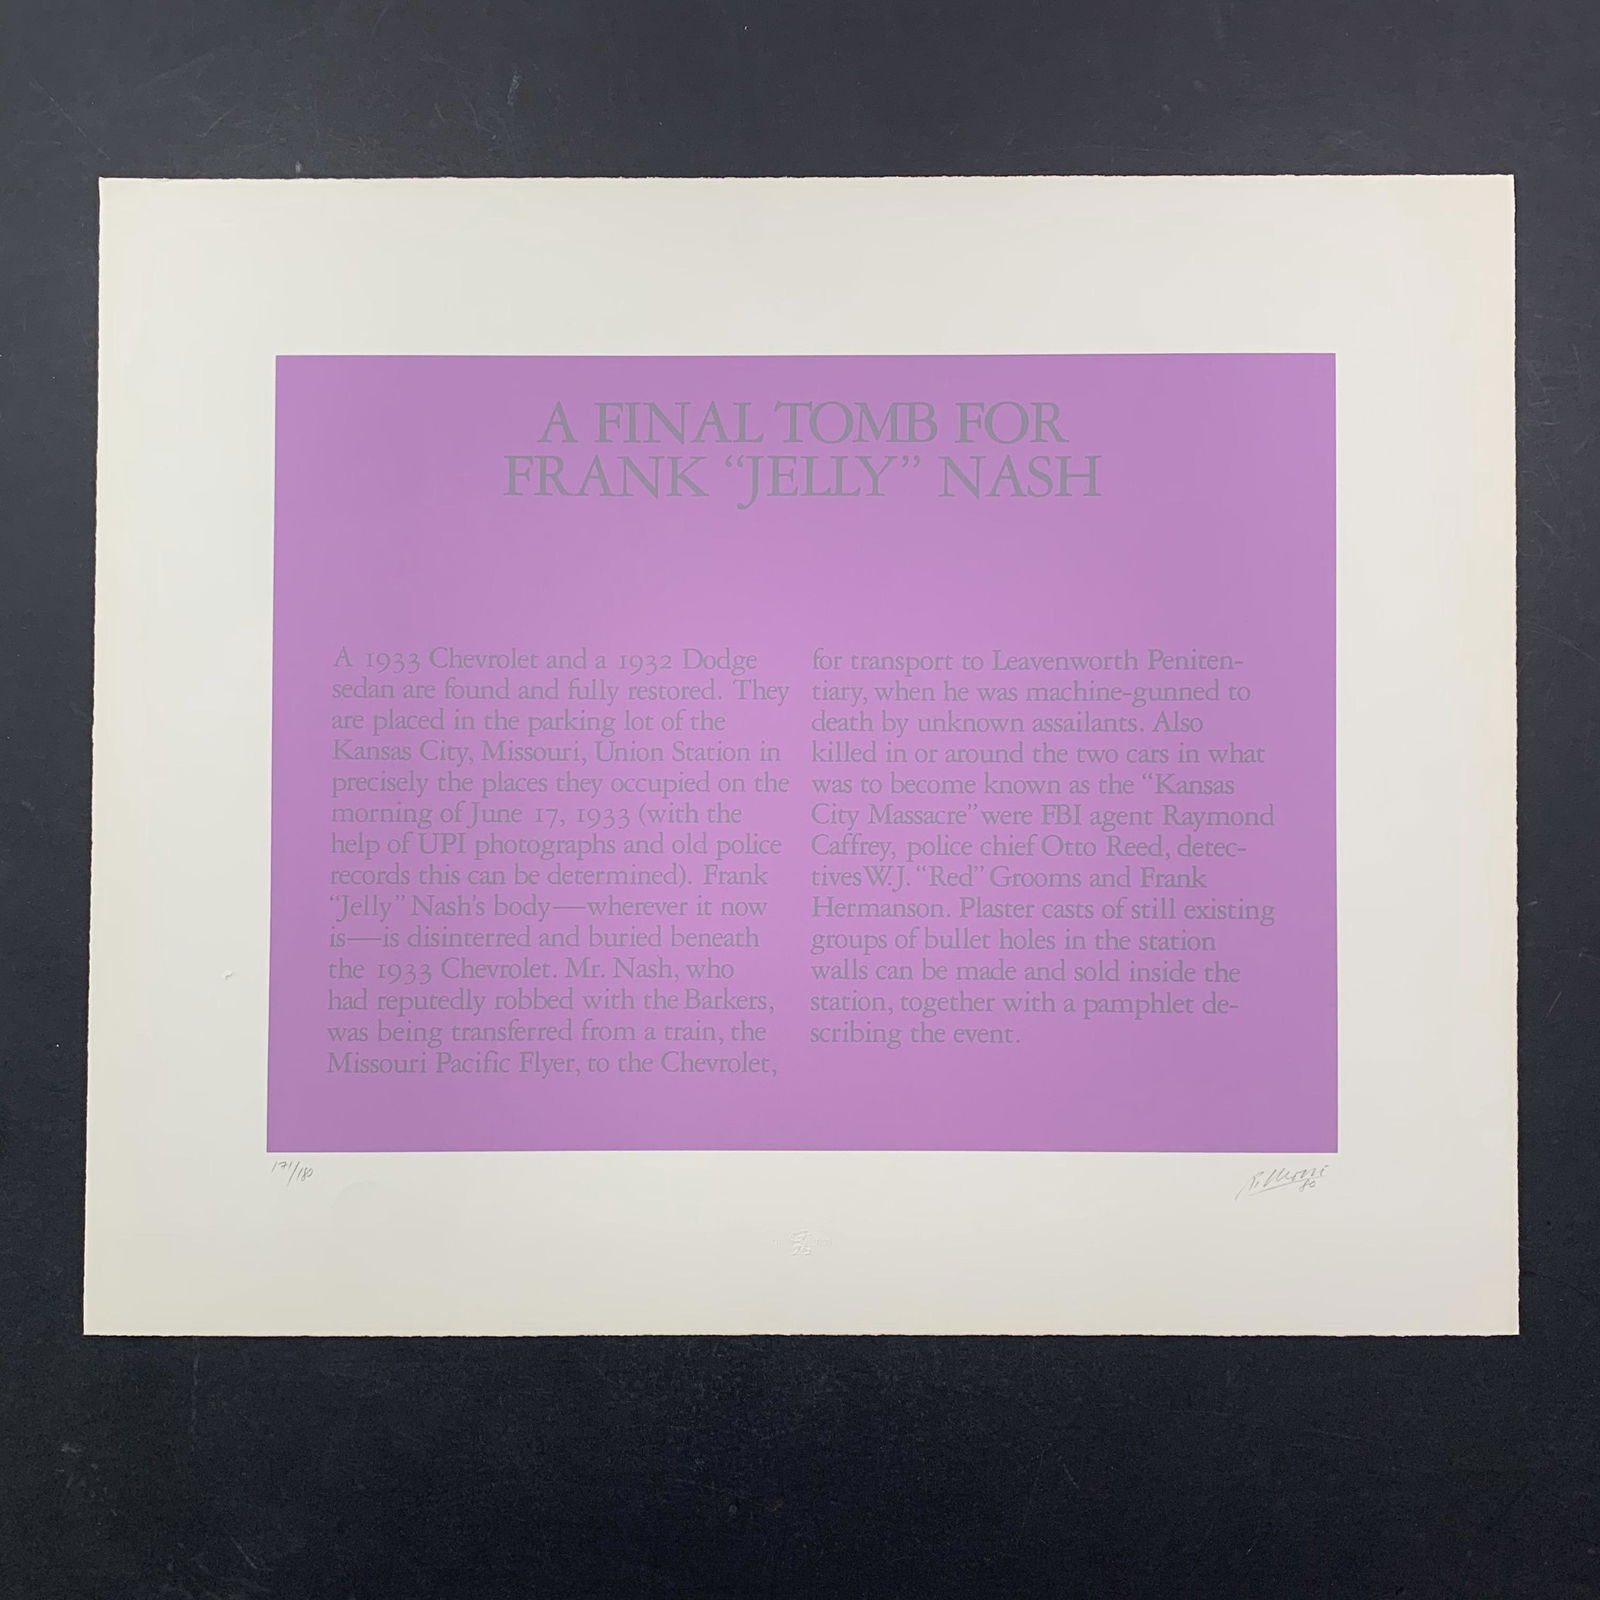 A FINAL TOMB FOR
FRANK “JELLY” NASH
A 1933 Chevrolet and a 1932 Dodge
sedan are found and fully restored. They
are placed in the parking lot of the
Kansas City, Missouri, Union Station in
precisely the places they occupied on the
morning of June 17, 1933 (with the
help of UPI photographs and old police
records this can be determined). Frank
“Jelly” Nash's body—wherever it now
is—is disinterred and buried beneath
the 1933 Chevrolet. Mr. Nash, who
had reputedly robbed with the Barkers,
was being transferred from a train, the
Missouri Pacific Flyer, to the Chevrolet,
for transport to Leavenworth Peniten-
tiary, when he was machine-gunned to
death by unknown assailants. Also
killed in or around the two cars in what
was to become known as the “Kansas
City Massacre” were FBI agent Raymond
Caffrey, police chief Otto Reed, detec-
tives W.J. “Red” Grooms and Frank
Hermanson. Plaster casts of still existing
groups of bullet holes in the station
walls can be made and sold inside the
station, together with a pamphlet de-
scribing the event.
171/180
80